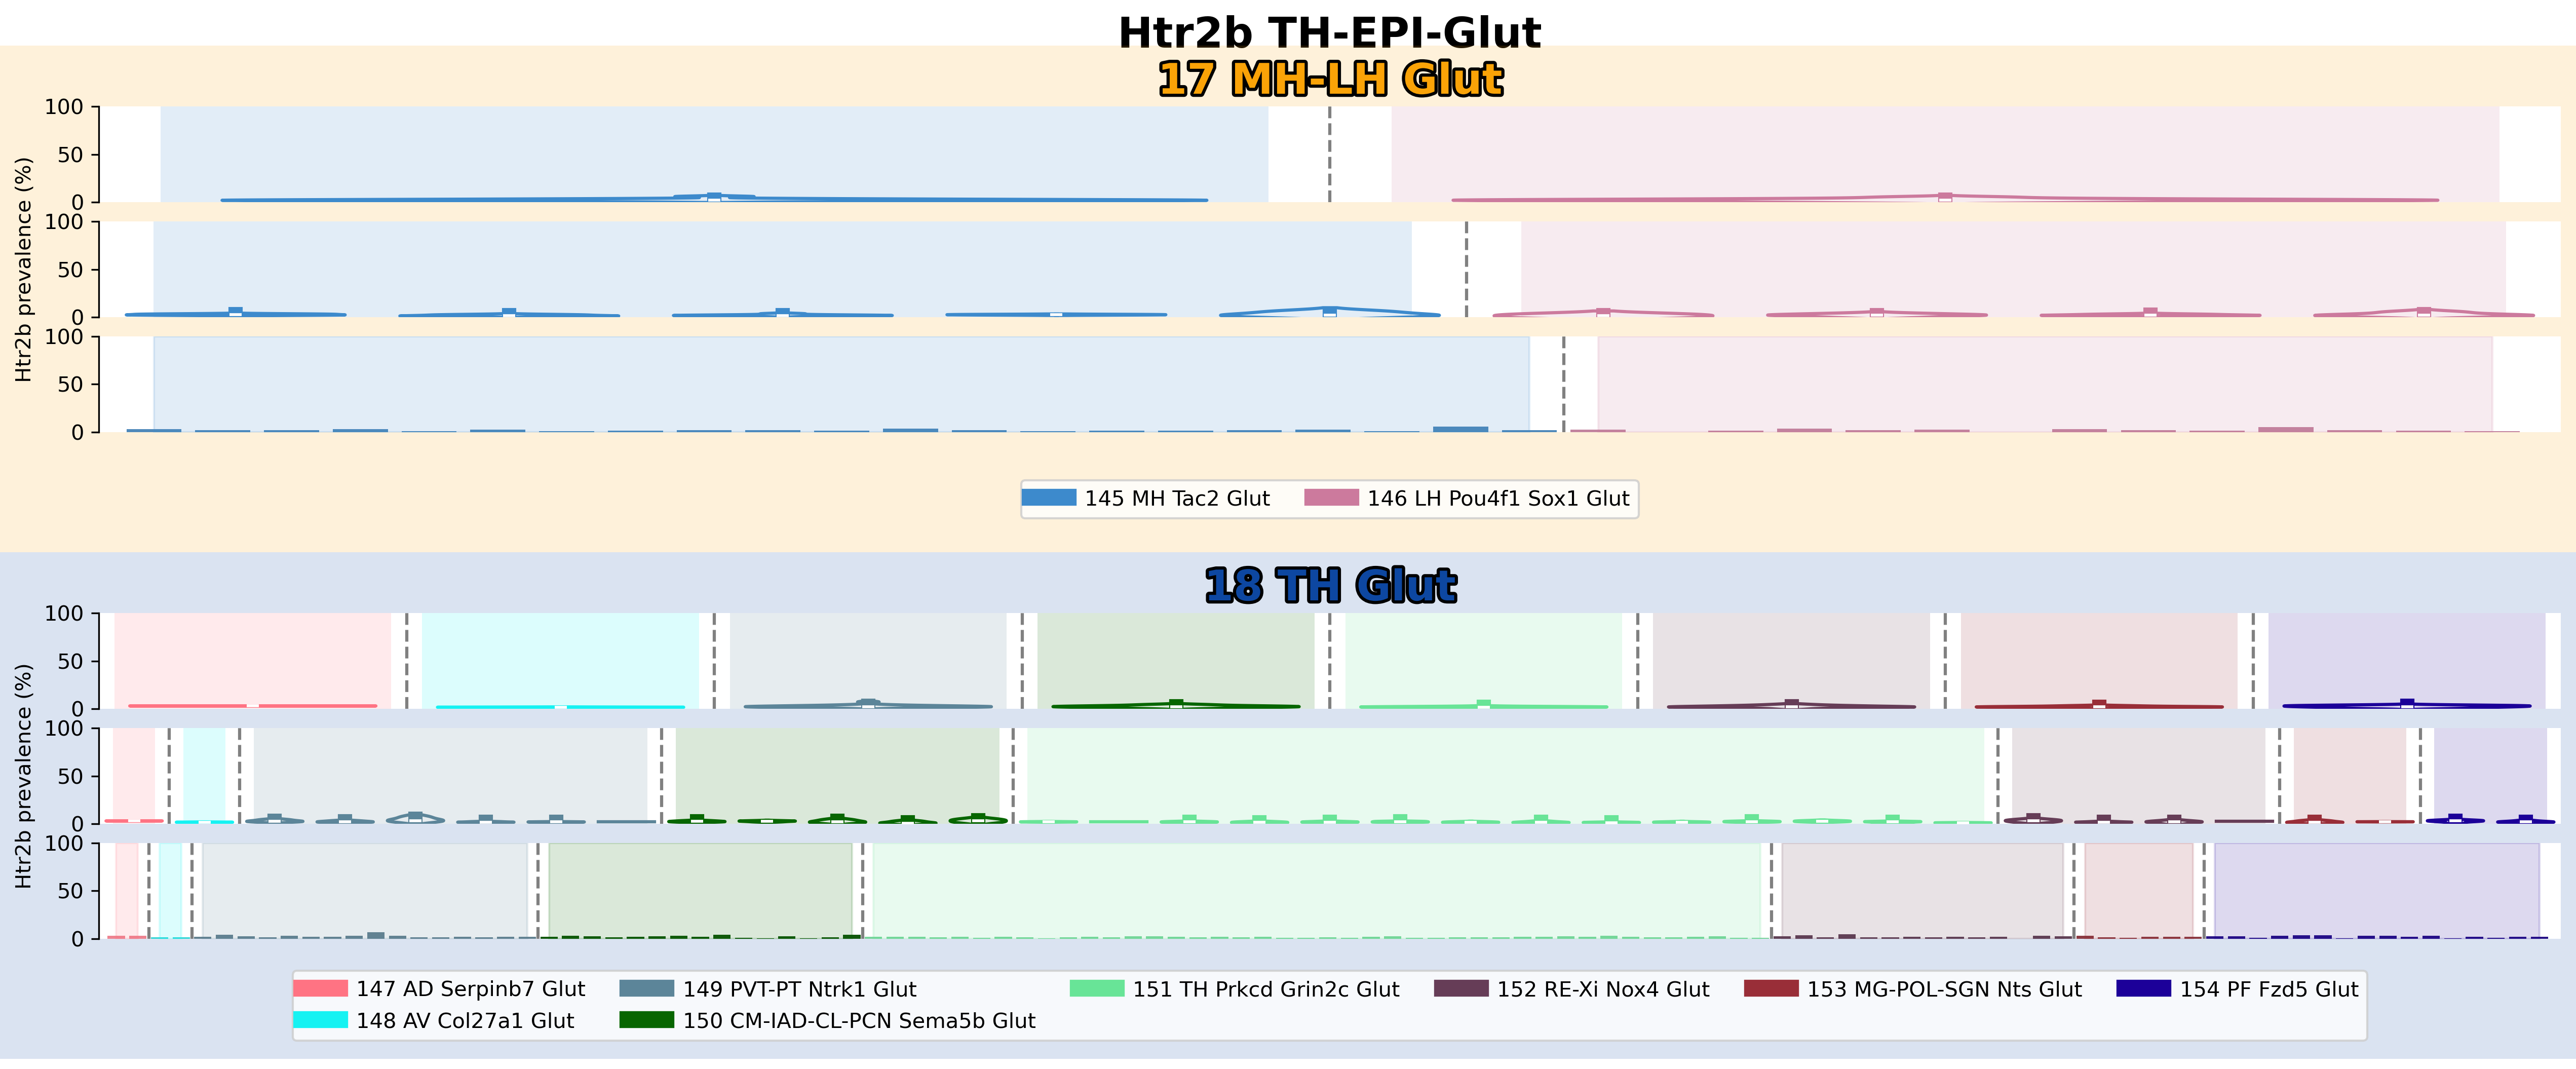 Htr2b TH-EPI-Glut
17 MH-LH Glut
Htr2b prevalence (%)
100
50
0
100
50
0
100
50
0
145 MH Tac2 Glut
146 LH Pou4f1 Sox1 Glut
18 TH Glut
Htr2b prevalence (%)
100
50
0
100
50
0
100
50
0
147 AD Serpinb7 Glut
148 AV Col27a1 Glut
149 PVT-PT Ntrk1 Glut
150 CM-IAD-CL-PCN Sema5b Glut
151 TH Prkcd Grin2c Glut
152 RE-Xi Nox4 Glut
153 MG-POL-SGN Nts Glut
154 PF Fzd5 Glut